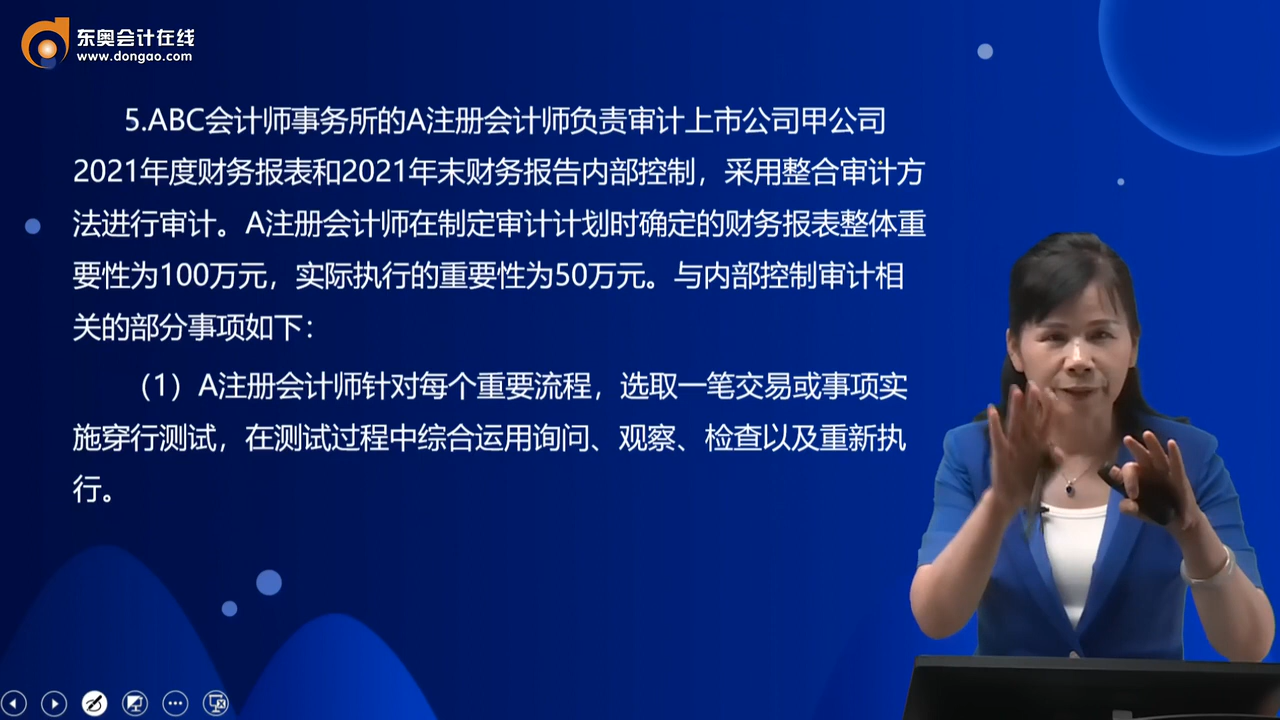 东奥会计在线
www.dongao.com
5.ABC会计师事务所的A注册会计师负责审计上市公司甲公司
2021年度财务报表和2021年末财务报告内部控制，采用整合审计方
法进行审计。A注册会计师在制定审计计划时确定的财务报表整体重
要性为100万元，实际执行的重要性为50万元。与内部控制审计相
关的部分事项如下：
（1）A注册会计师针对每个重要流程，选取一笔交易或事项实
施穿行测试，在测试过程中综合运用询问、观察、检查以及重新执
行。